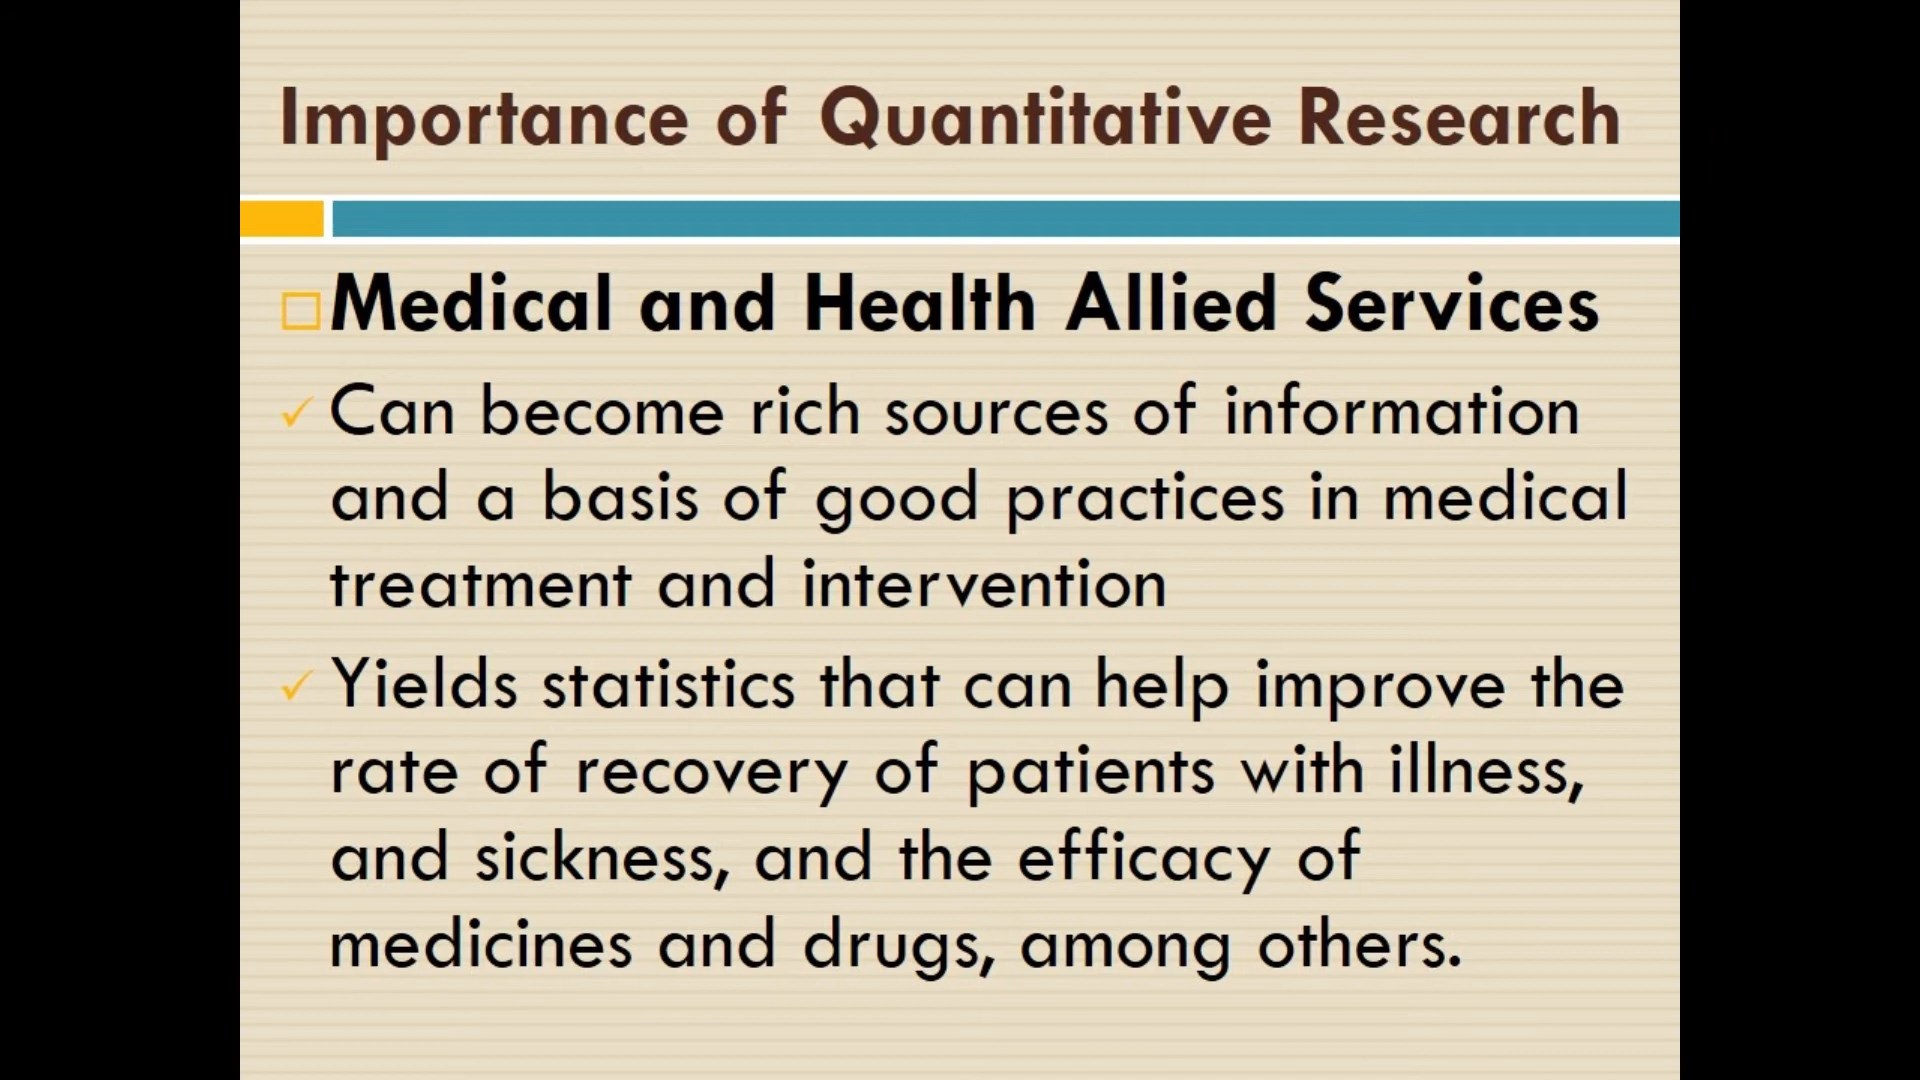 Importance of Quantitative Research
Medical and Health Allied Services
Can become rich sources of information
and a basis of good practices in medical
treatment and intervention
Yields statistics that can help improve the
rate of recovery of patients with illness,
and sickness, and the efficacy of
medicines and drugs, among others.